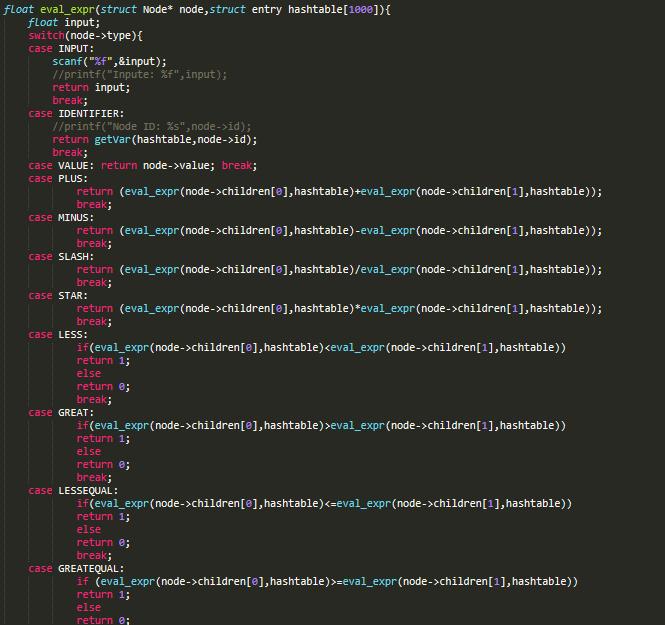 float eval_expr(struct Node* node,struct entry hashtable[1000]){
    float input;
    switch(node->type){
    case INPUT:
        scanf("%f",&input);
        //printf("Inpute: %f",input);
        return input;
        break;
    case IDENTIFIER:
        //printf("Node ID: %s",node->id);
        return getVar(hashtable,node->id);
        break;
    case VALUE: return node->value; break;
    case PLUS:
            return (eval_expr(node->children[0],hashtable)+eval_expr(node->children[1],hashtable));
            break;
    case MINUS:
            return (eval_expr(node->children[0],hashtable)-eval_expr(node->children[1],hashtable));
            break;
    case SLASH:
            return (eval_expr(node->children[0],hashtable)/eval_expr(node->children[1],hashtable));
            break;
    case STAR:
            return (eval_expr(node->children[0],hashtable)*eval_expr(node->children[1],hashtable));
            break;
    case LESS:
            if(eval_expr(node->children[0],hashtable)<eval_expr(node->children[1],hashtable))
            return 1;
            else
            return 0;
            break;
    case GREAT:
            if(eval_expr(node->children[0],hashtable)>eval_expr(node->children[1],hashtable))
            return 1;
            else
            return 0;
            break;
    case LESSEQUAL:
            if(eval_expr(node->children[0],hashtable)<=eval_expr(node->children[1],hashtable))
            return 1;
            else
            return 0;
            break;
    case GREATEQUAL:
            if (eval_expr(node->children[0],hashtable)>=eval_expr(node->children[1],hashtable))
            return 1;
            else
            return 0;